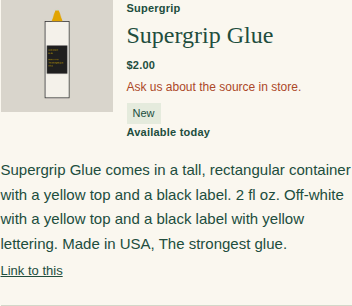 Supergrip
Supergrip Glue
$2.00
Ask us about the source in store.
New
Available today
Supergrip Glue comes in a tall, rectangular container
with a yellow top and a black label. 2 fl oz. Off-white
with a yellow top and a black label with yellow
lettering. Made in USA, The strongest glue.
Link to this